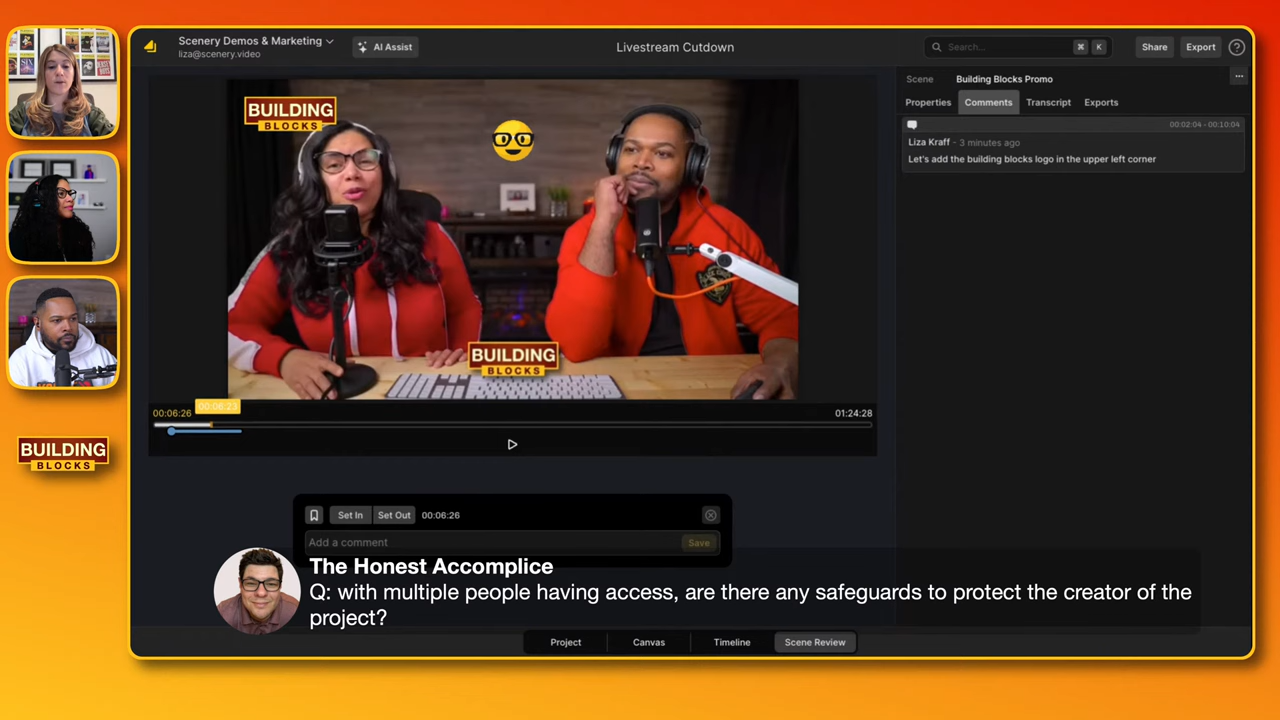 Scenery Demos & Marketing
liza@scenery.video
AI Assist
Livestream Cutdown
Search...
⌘ K
Share
Export
?
BUILDING
BLOCKS
BUILDING
BLOCKS
00:06:26
00:06:23
01:24:28
Scene
Building Blocks Promo
Properties
Comments
Transcript
Exports
00:02:04 - 00:10:04
Liza Kraff - 3 minutes ago
Let's add the building blocks logo in the upper left corner
BUILDING
BLOCKS
Set In
Set Out
00:06:26
Add a comment
Save
The Honest Accomplice
Q: with multiple people having access, are there any safeguards to protect the creator of the
project?
Project
Canvas
Timeline
Scene Review